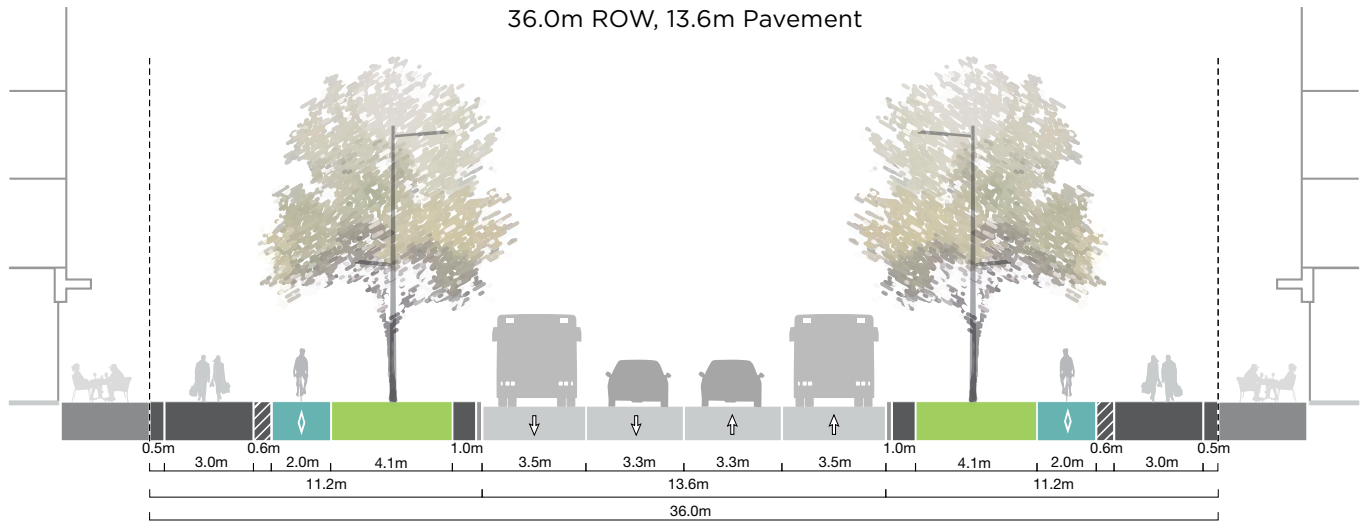 36.0m ROW, 13.6m Pavement
0.5m 0.6m 1.0m 1.0m 0.6m 0.5m
3.0m 2.0m 4.1m 3.5m 3.3m 3.3m 3.5m 4.1m 2.0m 3.0m
11.2m 13.6m 11.2m
36.0m